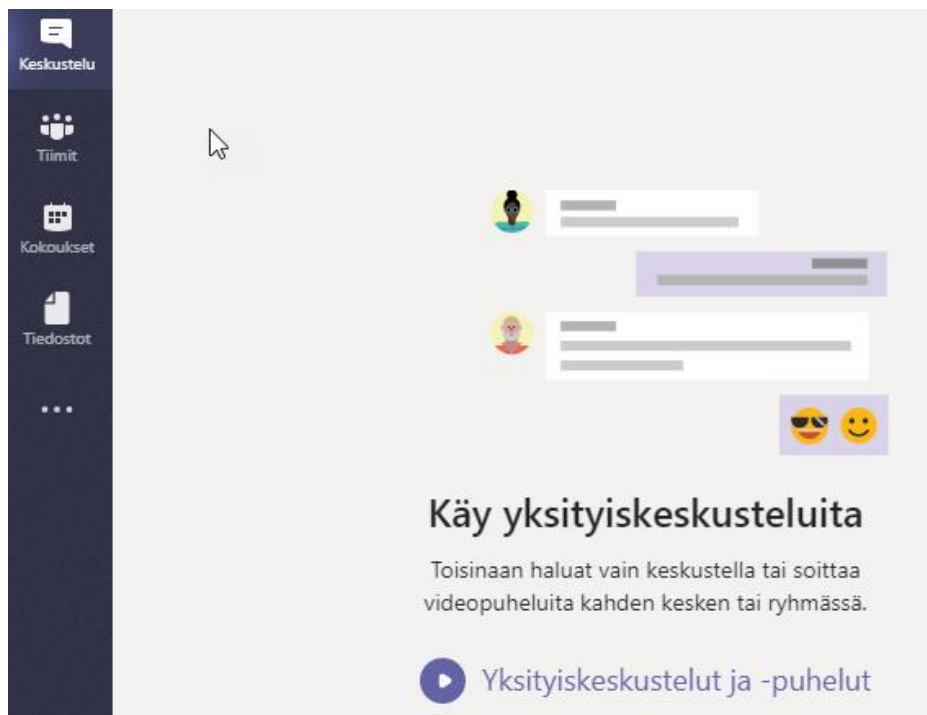 Keskustelu
Tiimit
Kokoukset
Tiedostot
Käy yksityiskeskusteluita
Toisinaan haluat vain keskustella tai soittaa
videopuheluita kahden kesken tai ryhmässä.
Yksityiskeskustelut ja -puhelut